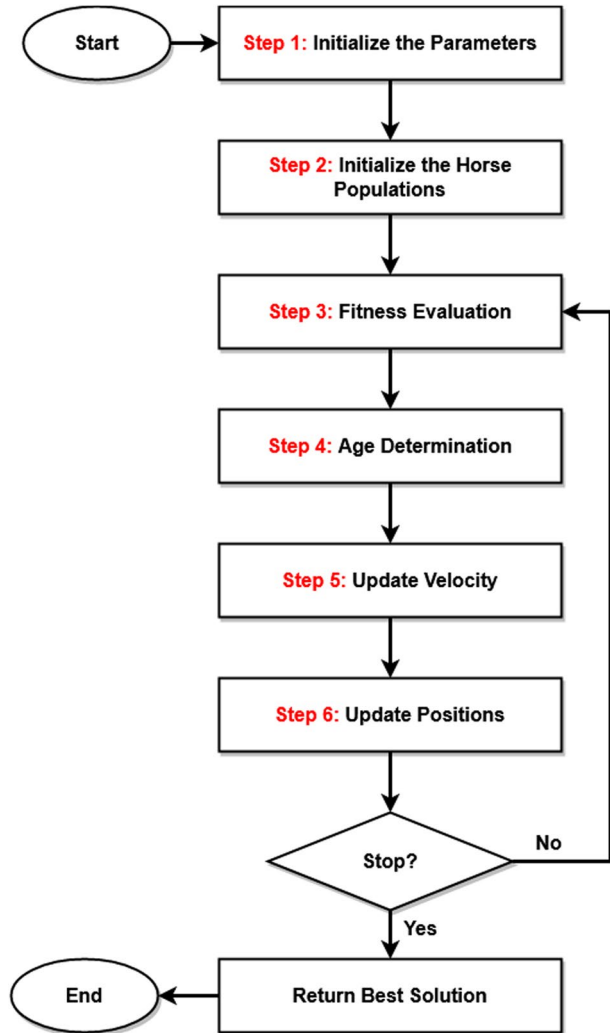 Start
Step 1: Initialize the Parameters
Step 2: Initialize the Horse
Populations
Step 3: Fitness Evaluation
Step 4: Age Determination
Step 5: Update Velocity
Step 6: Update Positions
Stop?
No
Yes
End
Return Best Solution